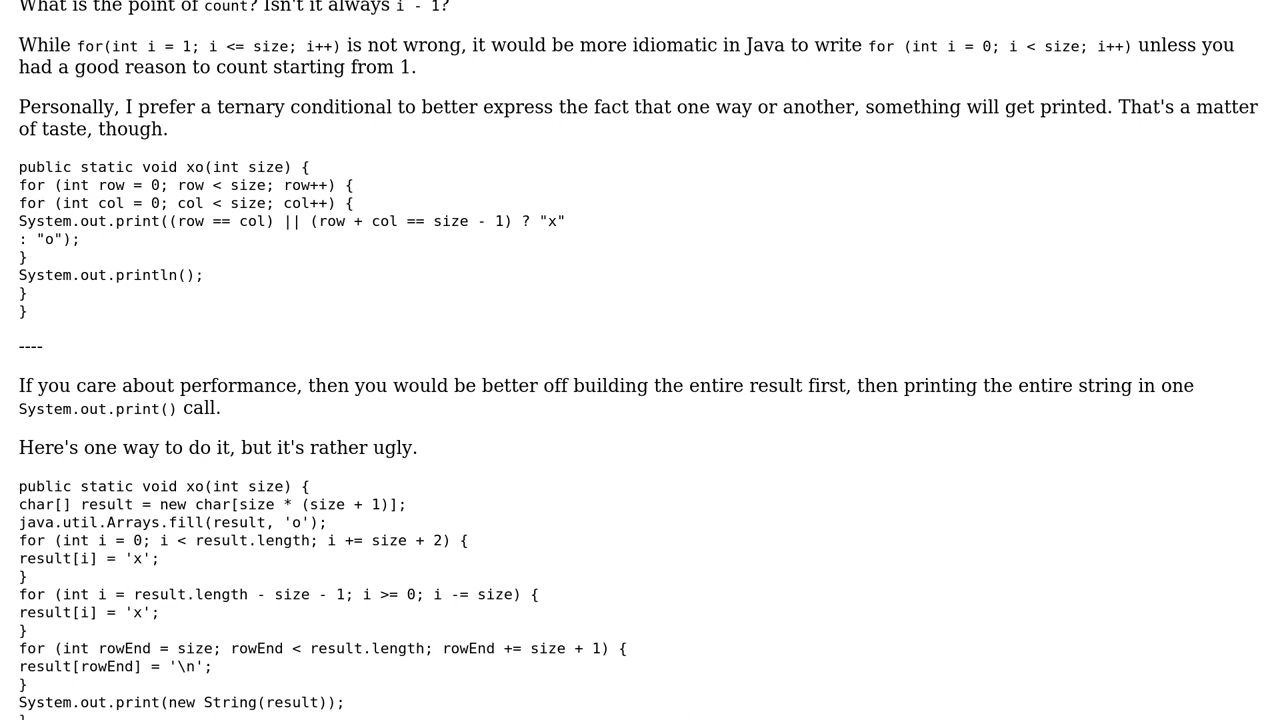 What is the point of count? Isn't it always i - 1?
While for(int i = 1; i <= size; i++) is not wrong, it would be more idiomatic in Java to write for (int i = 0; i < size; i++) unless you
had a good reason to count starting from 1.
Personally, I prefer a ternary conditional to better express the fact that one way or another, something will get printed. That's a matter
of taste, though.
public static void xo(int size) {
for (int row = 0; row < size; row++) {
for (int col = 0; col < size; col++) {
System.out.print((row == col) || (row + col == size - 1) ? "x"
: "o");
}
System.out.println();
}
}
----
If you care about performance, then you would be better off building the entire result first, then printing the entire string in one
System.out.print() call.
Here's one way to do it, but it's rather ugly.
public static void xo(int size) {
char[] result = new char[size * (size + 1)];
java.util.Arrays.fill(result, 'o');
for (int i = 0; i < result.length; i += size + 2) {
result[i] = 'x';
}
for (int i = result.length - size - 1; i >= 0; i -= size) {
result[i] = 'x';
}
for (int rowEnd = size; rowEnd < result.length; rowEnd += size + 1) {
result[rowEnd] = '\n';
}
System.out.print(new String(result));
}